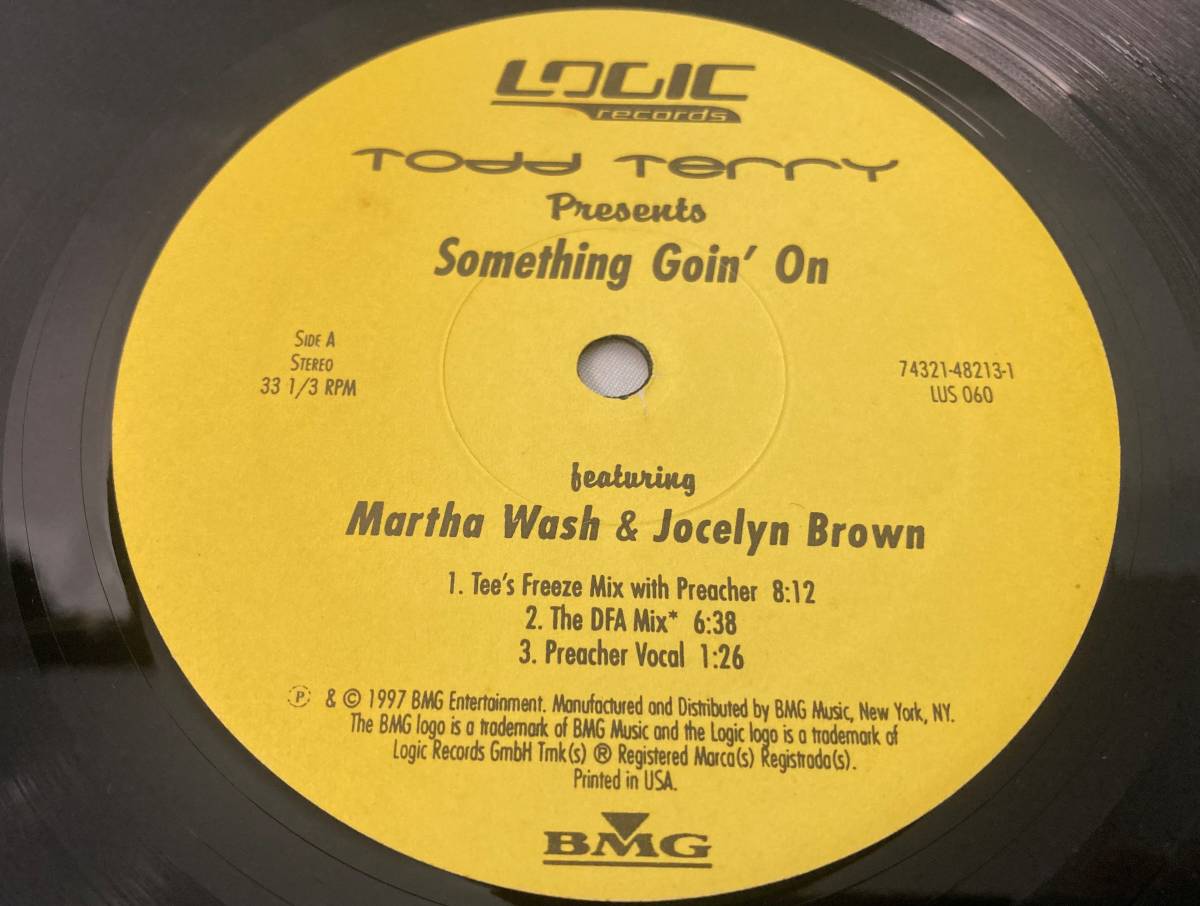 LOGIC
records
Todd Terry
Presents
Something Goin' On
SIDE A
STEREO
33 1/3 RPM
74321-48213-1
LUS 060
featuring
Martha Wash & Jocelyn Brown
1. Tee's Freeze Mix with Preacher 8:12
2. The DFA Mix* 6:38
3. Preacher Vocal 1:26
℗ & © 1997 BMG Entertainment. Manufactured and Distributed by BMG Music, New York, NY.
The BMG logo is a trademark of BMG Music and the Logic logo is a trademark of
Logic Records GmbH Tmk(s) ® Registered Marca(s) Registrada(s).
Printed in USA.
BMG